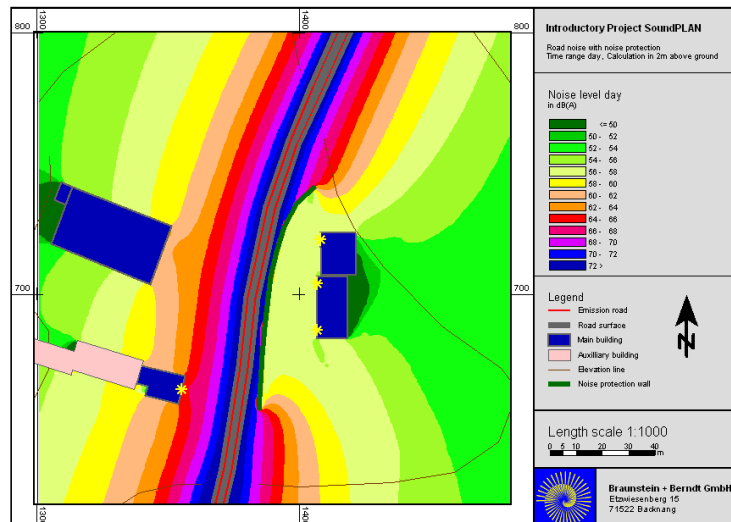 1300
1400
800
800
700
700
1300
1400
Introductory Project SoundPLAN
Road noise with noise protection
Time range day, Calculation in 2m above ground
Noise level day
in dB(A)
<= 50
50 - 52
52 - 54
54 - 56
56 - 58
58 - 60
60 - 62
62 - 64
64 - 66
66 - 68
68 - 70
70 - 72
72 >
Legend
Emission road
Road surface
Main building
Auxilliary building
Elevation line
Noise protection wall
N
Length scale 1:1000
0 5 10 20 30 40
m
Braunstein + Berndt GmbH
Etzwiesenberg 15
71522 Backnang